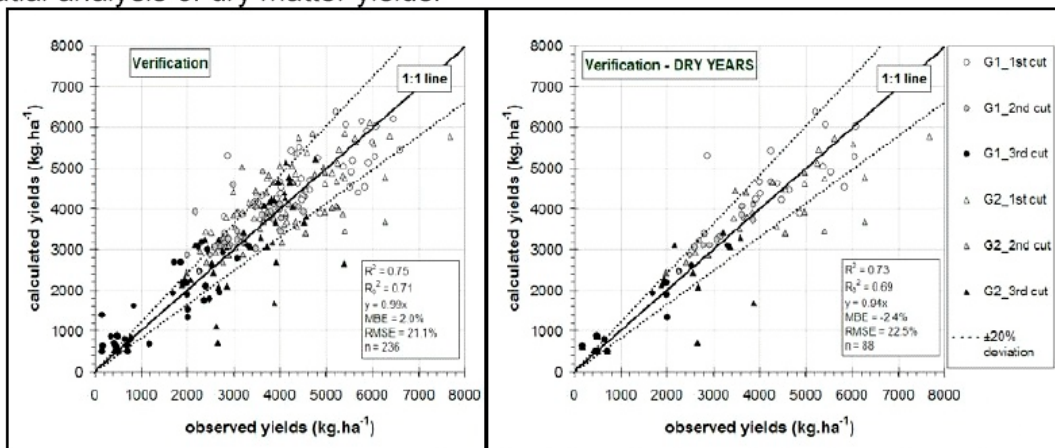 tial analysis of dry matter yields.
Verification
1:1 line
calculated yields (kg.ha-1)
8000
7000
6000
5000
4000
3000
2000
1000
0
R² = 0.75
R₀² = 0.71
y = 0.99x
MBE = 2.0%
RMSE = 21.1%
n = 236
0 1000 2000 3000 4000 5000 6000 7000 8000
observed yields (kg.ha-1)
Verification - DRY YEARS
1:1 line
calculated yields (kg.ha-1)
8000
7000
6000
5000
4000
3000
2000
1000
0
R² = 0.73
R₀² = 0.69
y = 0.94x
MBE = -2.4%
RMSE = 22.5%
n = 88
0 1000 2000 3000 4000 5000 6000 7000 8000
observed yields (kg.ha-1)
G1_1st cut
G1_2nd cut
G1_3rd cut
G2_1st cut
G2_2nd cut
G2_3rd cut
±20%
deviation